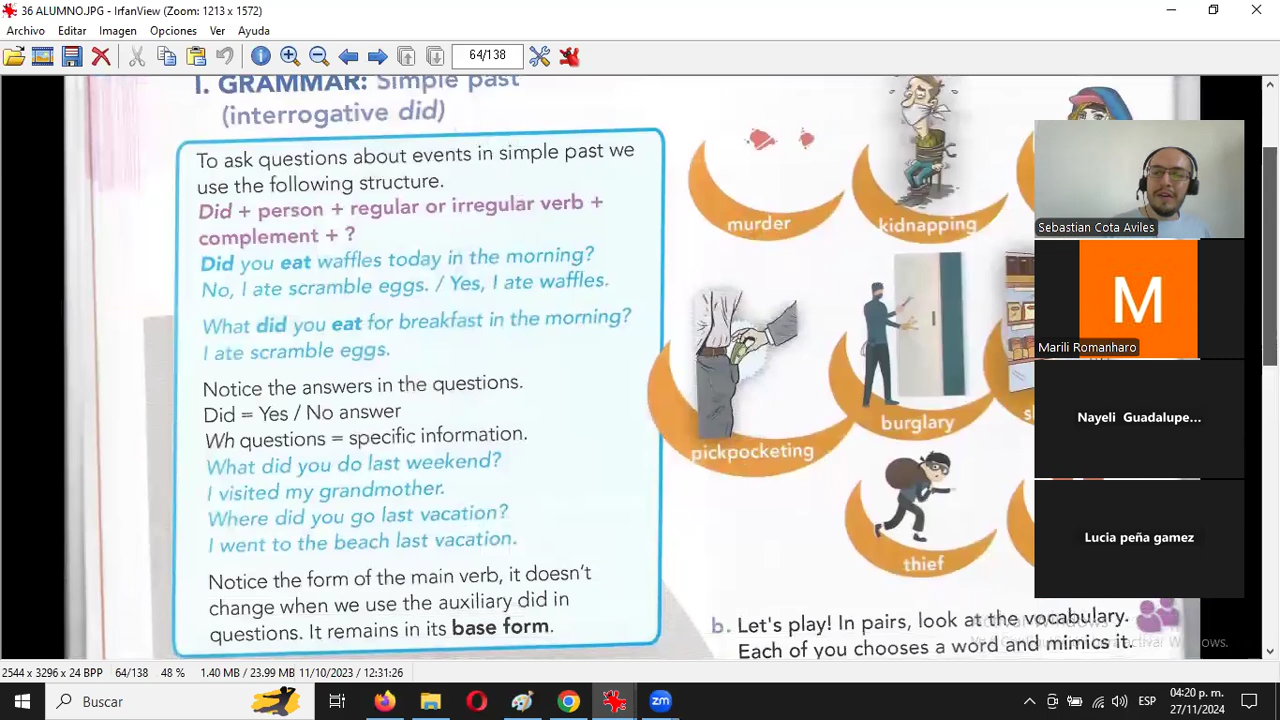 36 ALUMNO.JPG - IrfanView (Zoom: 1213 x 1572)
Archivo Editar Imagen Opciones Ver Ayuda
64/138
I. GRAMMAR: Simple past
(interrogative did)
To ask questions about events in simple past we
use the following structure.
Did + person + regular or irregular verb +
complement + ?
Did you eat waffles today in the morning?
No, I ate scramble eggs. / Yes, I ate waffles.
What did you eat for breakfast in the morning?
I ate scramble eggs.
Notice the answers in the questions.
Did = Yes / No answer
Wh questions = specific information.
What did you do last weekend?
I visited my grandmother.
Where did you go last vacation?
I went to the beach last vacation.
Notice the form of the main verb, it doesn't
change when we use the auxiliary did in
questions. It remains in its base form.
murder
kidnapping
pickpocketing
burglary
thief
b. Let's play! In pairs, look at the vocabulary.
Each of you chooses a word and mimics it.
Sebastian Cota Aviles
M
Marili Romanharo
Nayeli Guadalupe...
Lucia peña gamez
2544 x 3296 x 24 BPP 64/138 48 % 1.40 MB / 23.99 MB 11/10/2023 / 12:31:26
Buscar
zm
ESP
04:20 p. m.
27/11/2024